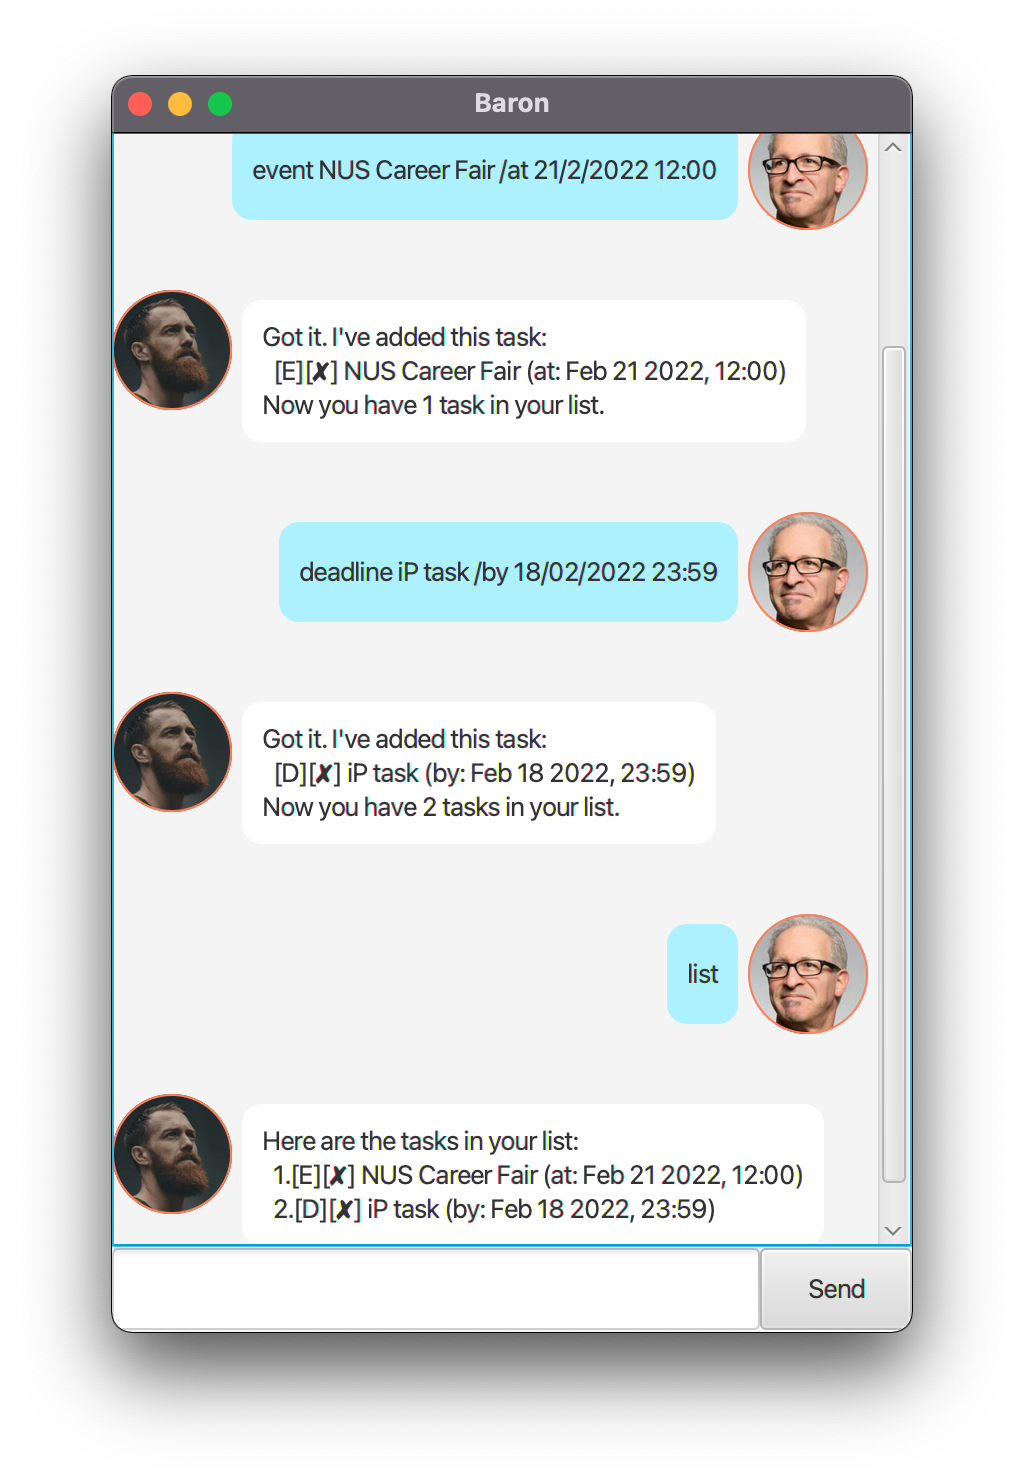 Baron
event NUS Career Fair /at 21/2/2022 12:00
Got it. I've added this task:
[E][✘] NUS Career Fair (at: Feb 21 2022, 12:00)
Now you have 1 task in your list.
deadline iP task /by 18/02/2022 23:59
Got it. I've added this task:
[D][✘] iP task (by: Feb 18 2022, 23:59)
Now you have 2 tasks in your list.
list
Here are the tasks in your list:
1.[E][✘] NUS Career Fair (at: Feb 21 2022, 12:00)
2.[D][✘] iP task (by: Feb 18 2022, 23:59)
Send